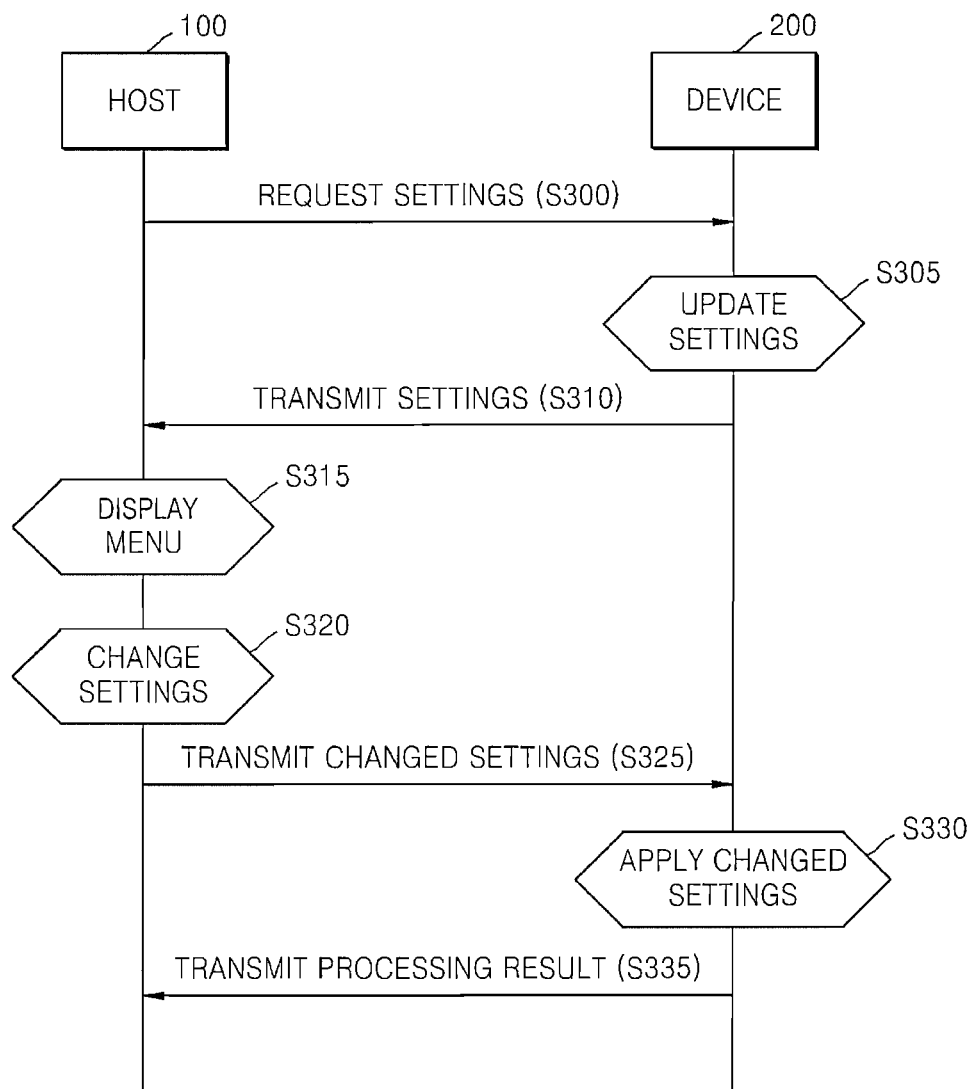 100
200
HOST
DEVICE
REQUEST SETTINGS (S300)
S305
UPDATE
SETTINGS
TRANSMIT SETTINGS (S310)
S315
DISPLAY
MENU
S320
CHANGE
SETTINGS
TRANSMIT CHANGED SETTINGS (S325)
S330
APPLY CHANGED
SETTINGS
TRANSMIT PROCESSING RESULT (S335)